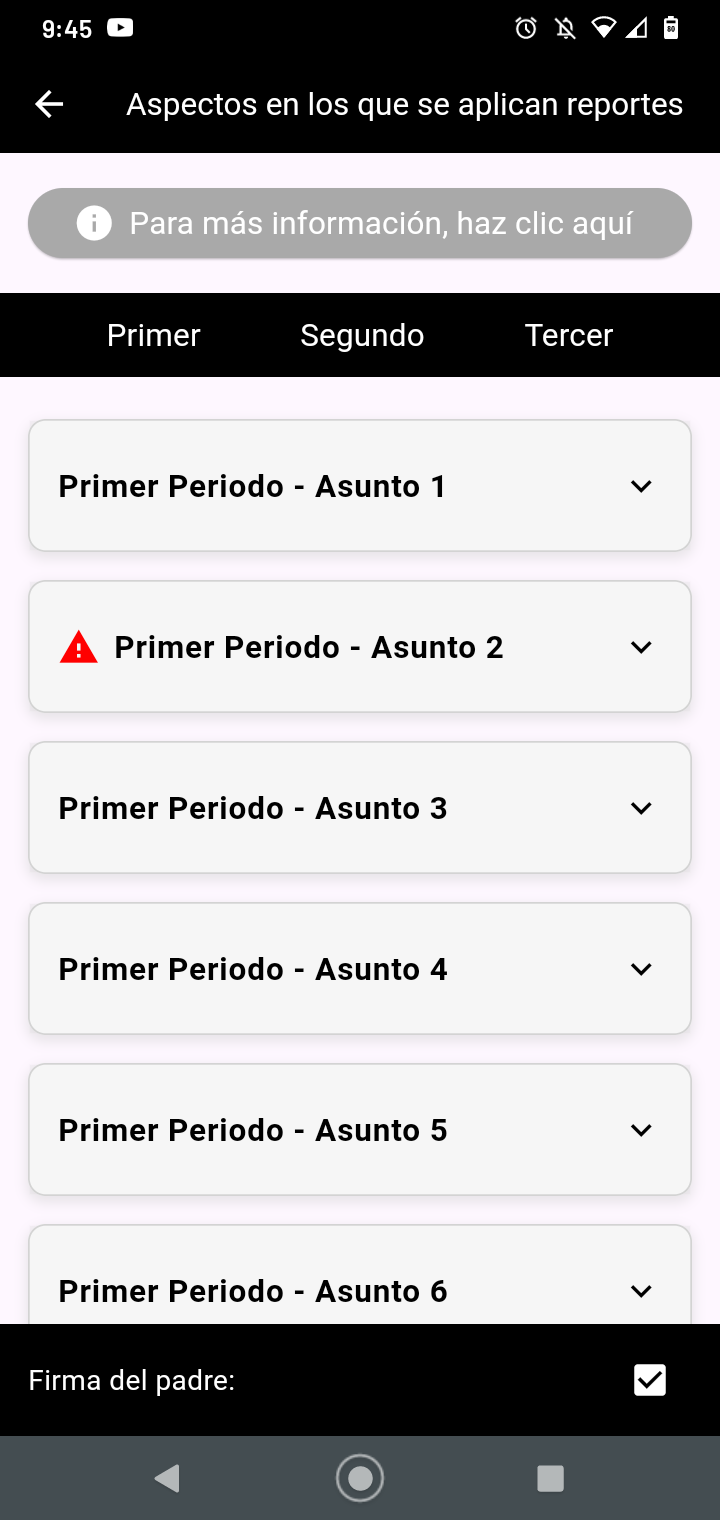 9:45
80
Aspectos en los que se aplican reportes
Para más información, haz clic aquí
Primer Segundo Tercer
Primer Periodo - Asunto 1
Primer Periodo - Asunto 2
Primer Periodo - Asunto 3
Primer Periodo - Asunto 4
Primer Periodo - Asunto 5
Primer Periodo - Asunto 6
Firma del padre: